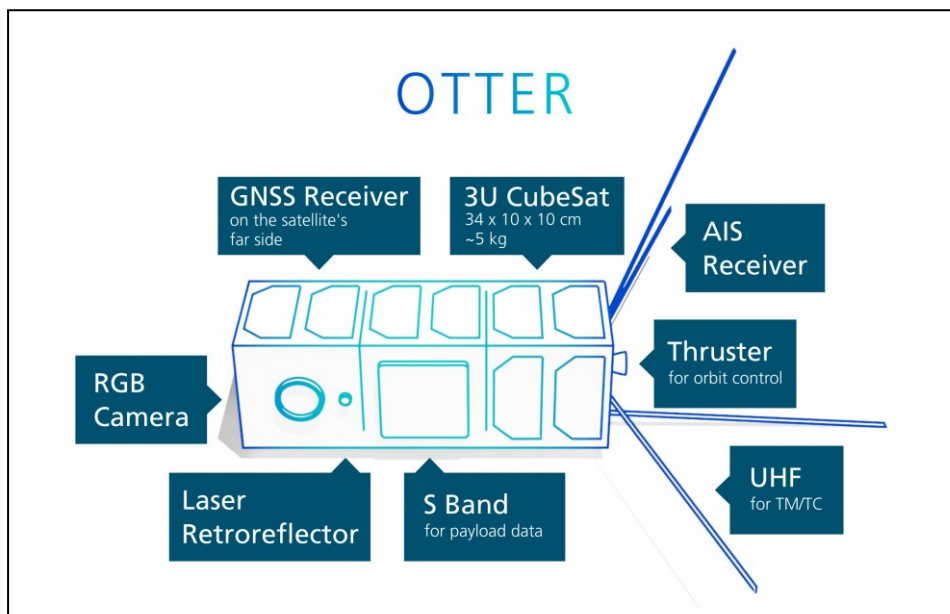 OTTER
GNSS Receiver
on the satellite's
far side
3U CubeSat
34 x 10 x 10 cm
~5 kg
AIS
Receiver
Thruster
for orbit control
RGB
Camera
Laser
Retroreflector
S Band
for payload data
UHF
for TM/TC